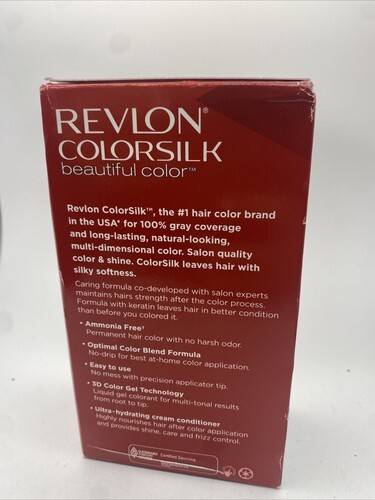 REVLON®
COLORSILK
beautiful color™
Revlon ColorSilk™, the #1 hair color brand
in the USA* for 100% gray coverage
and long-lasting, natural-looking,
multi-dimensional color. Salon quality
color & shine. ColorSilk leaves hair with
silky softness.
Caring formula co-developed with salon experts
maintains hairs strength after the color process.
Formula with keratin leaves hair in better condition
than before you colored it.
• Ammonia Free†
Permanent hair color with no harsh odor.
• Optimal Color Blend Formula
No-drip for best at-home color application.
• Easy to use
No mess with precision applicator tip.
• 3D Color Gel Technology
Liquid gel colorant for multi-tonal results
from root to tip.
• Ultra-hydrating cream conditioner
Highly nourishes hair after color application
and provides shine, care and frizz control.
Certified Sourcing